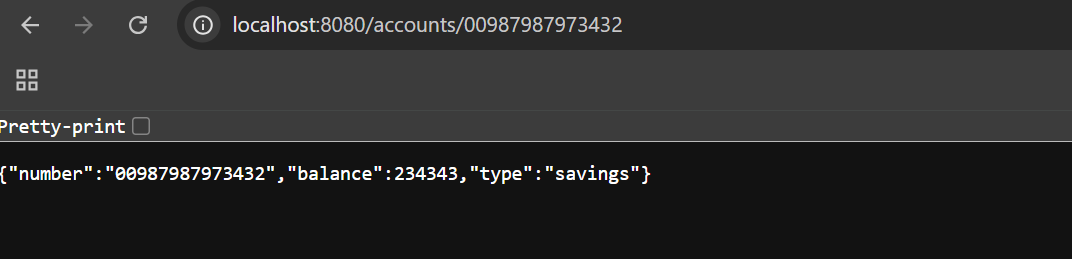 localhost:8080/accounts/00987987973432
Pretty-print
{"number":"00987987973432","balance":234343,"type":"savings"}